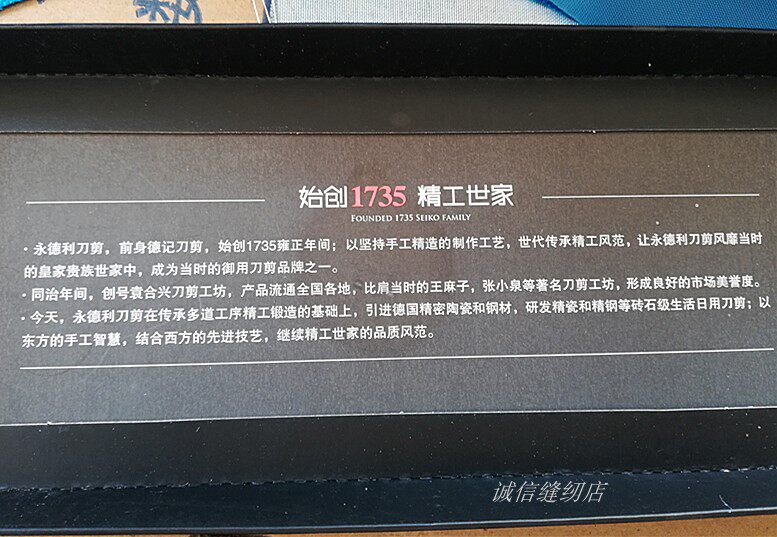 始创1735 精工世家
FOUNDED 1735 SEIKO FAMILY
·永德利刀剪，前身德记刀剪，始创1735雍正年间；以坚持手工精造的制作工艺，世代传承精工风范，让永德利刀剪风靡当时
的皇家贵族世家中，成为当时的御用刀剪品牌之一。
·同治年间，创号袁合兴刀剪工坊，产品流通全国各地，比肩当时的王麻子，张小泉等著名刀剪工坊，形成良好的市场美誉度。
·今天，永德利刀剪在传承多道工序精工锻造的基础上，引进德国精密陶瓷和钢材，研发精瓷和精钢等砖石级生活日用刀剪；以
东方的手工智慧，结合西方的先进技艺，继续精工世家的品质风范。
诚信缝纫店